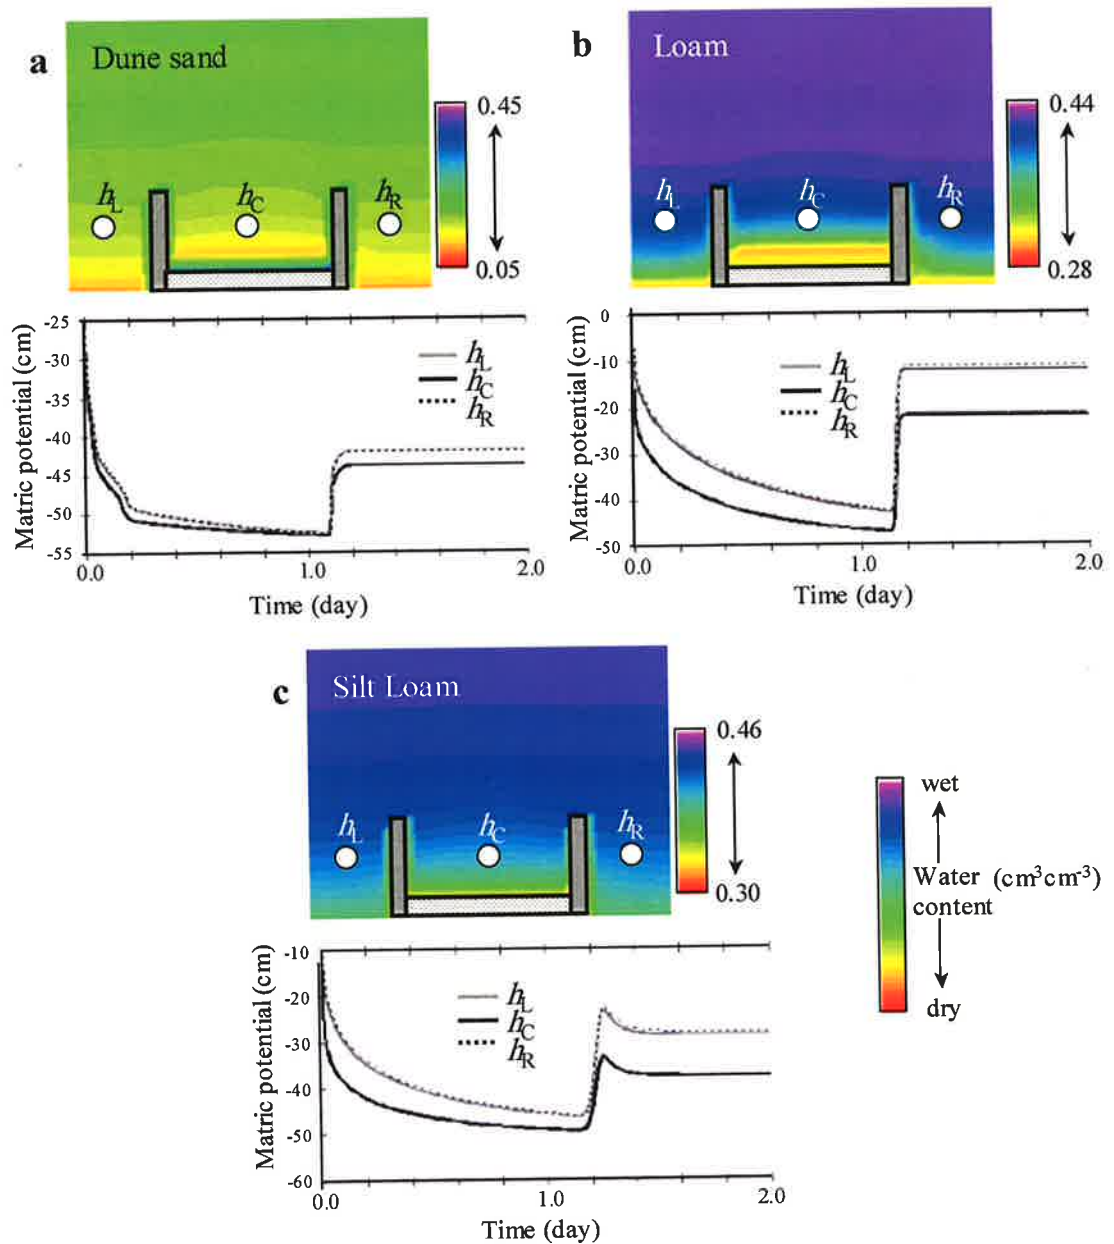 a
Dune sand
0.45
0.05
hL
hC
hR
Matric potential (cm)
-25
-30
-35
-40
-45
-50
-55
hL
hC
hR
0.0
1.0
2.0
Time (day)
b
Loam
0.44
0.28
hL
hC
hR
Matric potential (cm)
0
-10
-20
-30
-40
-50
hL
hC
hR
0.0
1.0
2.0
Time (day)
c
Silt Loam
0.46
0.30
hL
hC
hR
Matric potential (cm)
-10
-20
-30
-40
-50
-60
hL
hC
hR
0.0
1.0
2.0
Time (day)
wet
Water (cm³cm⁻³)
content
dry